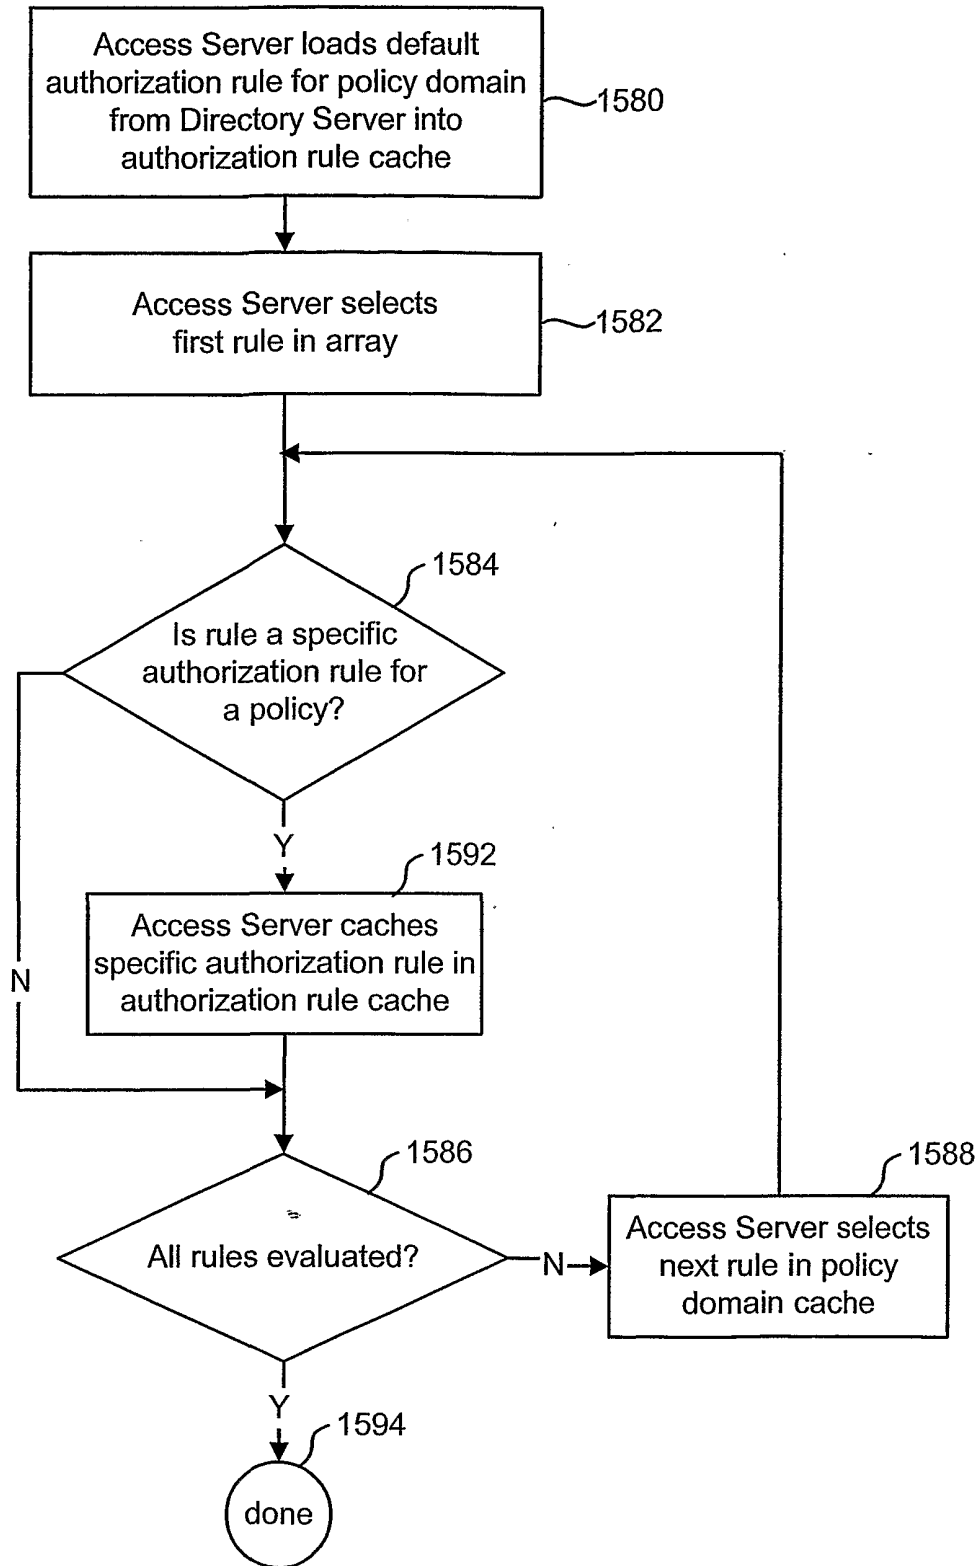 Access Server loads default
authorization rule for policy domain
from Directory Server into
authorization rule cache
1580
Access Server selects
first rule in array
1582
1584
Is rule a specific
authorization rule for
a policy?
Y
1592
Access Server caches
specific authorization rule in
authorization rule cache
N
1586
All rules evaluated?
N
1588
Access Server selects
next rule in policy
domain cache
Y
1594
done